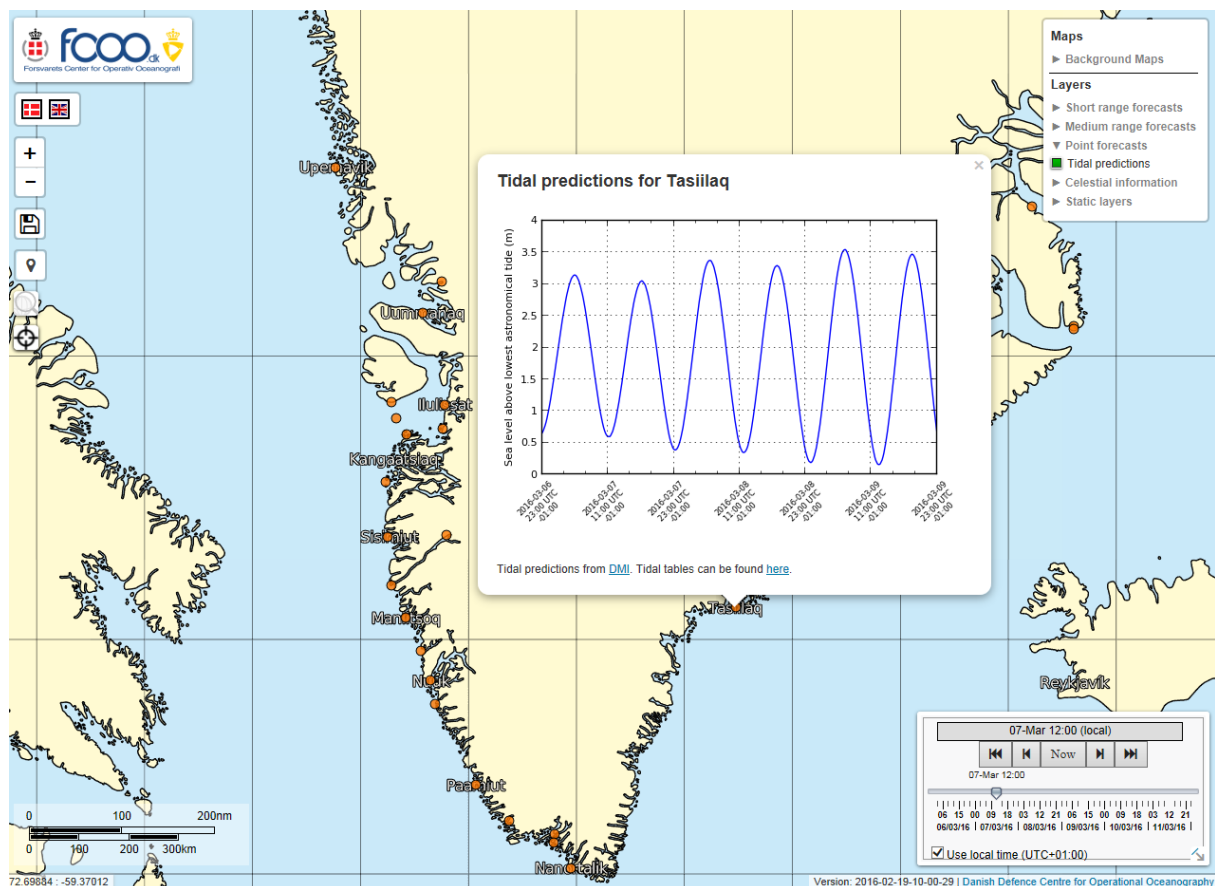 fcoo.dk
Forsvarets Center for Operativ Oceanografi
+
−
Maps
► Background Maps
Layers
► Short range forecasts
► Medium range forecasts
▼ Point forecasts
Tidal predictions
► Celestial information
► Static layers
Upernavik
Uummanaq
Ilulissat
Kangaatsiaq
Sisimiut
Maniitsoq
Nuuk
Paamiut
Nanortalik
Tasiilaq
Reykjavík
×
Tidal predictions for Tasiilaq
Sea level above lowest astronomical tide (m)
4
3.5
3
2.5
2
1.5
1
0.5
0
2016-03-06 23:00 UTC -01:00
2016-03-07 11:00 UTC -01:00
2016-03-07 23:00 UTC -01:00
2016-03-08 11:00 UTC -01:00
2016-03-08 23:00 UTC -01:00
2016-03-09 11:00 UTC -01:00
2016-03-09 23:00 UTC -01:00
Tidal predictions from DMI. Tidal tables can be found here.
07-Mar 12:00 (local)
Now
07-Mar 12:00
06 15 00 09 18 03 12 21 06 15 00 09 18 03 12 21
06/03/16 | 07/03/16 | 08/03/16 | 09/03/16 | 10/03/16 | 11/03/16
Use local time (UTC+01:00)
0 100 200nm
0 100 200 300km
72.69884 : -59.37012
Version: 2016-02-19-10-00-29 | Danish Defence Centre for Operational Oceanography